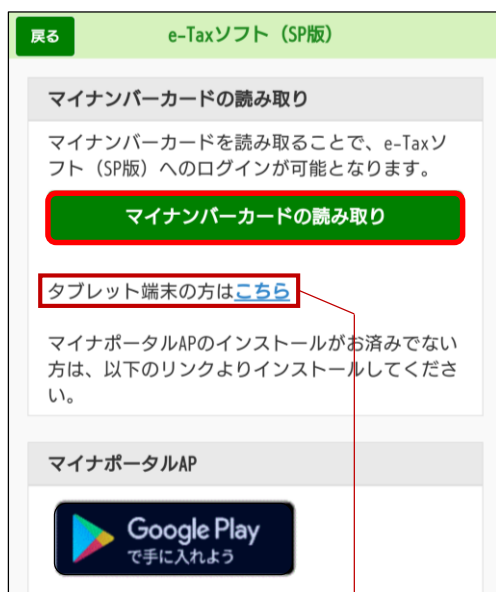 戻る
e-Taxソフト（SP版）
マイナンバーカードの読み取り
マイナンバーカードを読み取ることで、e-Taxソ
フト（SP版）へのログインが可能となります。
マイナンバーカードの読み取り
タブレット端末の方はこちら
マイナポータルAPのインストールがお済みでない
方は、以下のリンクよりインストールしてくださ
い。
マイナポータルAP
Google Play
で手に入れよう